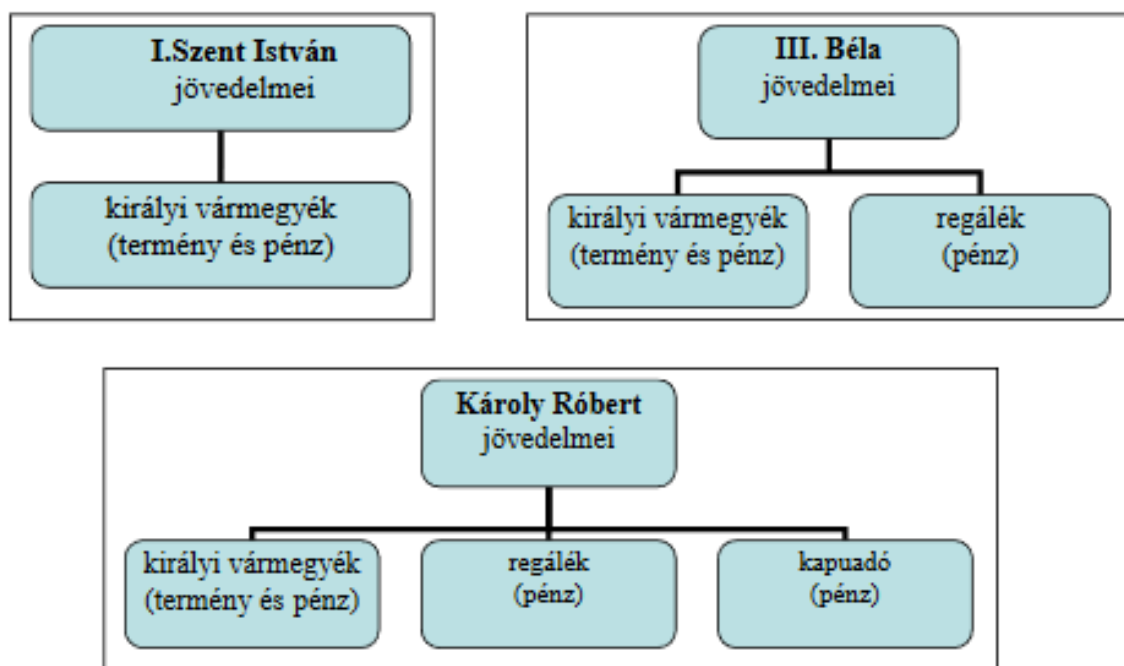 I.Szent István
jövedelmei
királyi vármegyék
(termény és pénz)
III. Béla
jövedelmei
királyi vármegyék
(termény és pénz)
regálék
(pénz)
Károly Róbert
jövedelmei
királyi vármegyék
(termény és pénz)
regálék
(pénz)
kapuadó
(pénz)